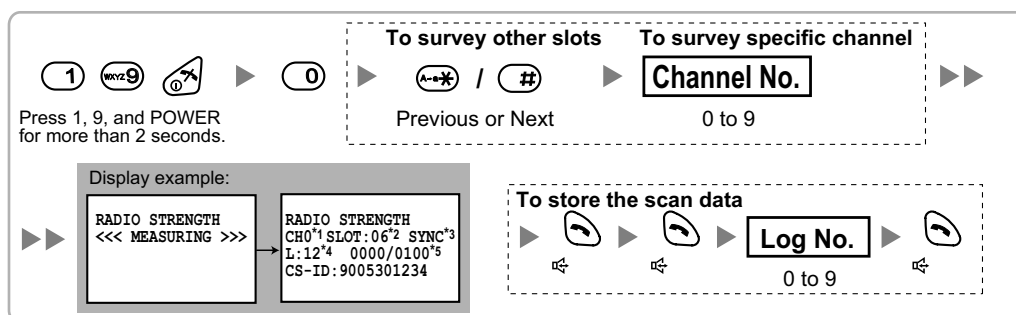 To survey other slots To survey specific channel
1 WXYZ9 0 A-a* / # Channel No.
Press 1, 9, and POWER
for more than 2 seconds.
Previous or Next 0 to 9
Display example:
RADIO STRENGTH
<<< MEASURING >>>
RADIO STRENGTH
CH0*1 SLOT:06*2 SYNC*3
L:12*4 0000/0100*5
CS-ID:9005301234
To store the scan data
Log No.
0 to 9